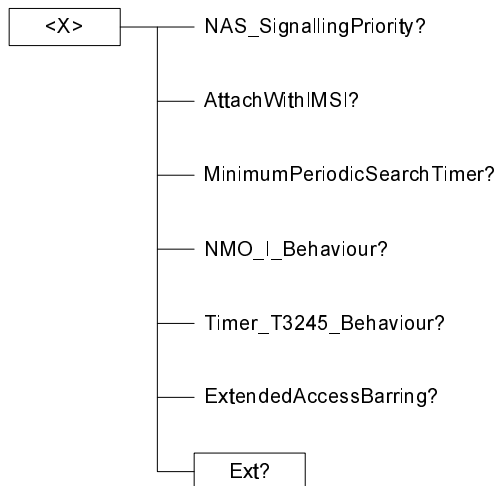 <X>
NAS_SignallingPriority?
AttachWithIMSI?
MinimumPeriodicSearchTimer?
NMO_I_Behaviour?
Timer_T3245_Behaviour?
ExtendedAccessBarring?
Ext?